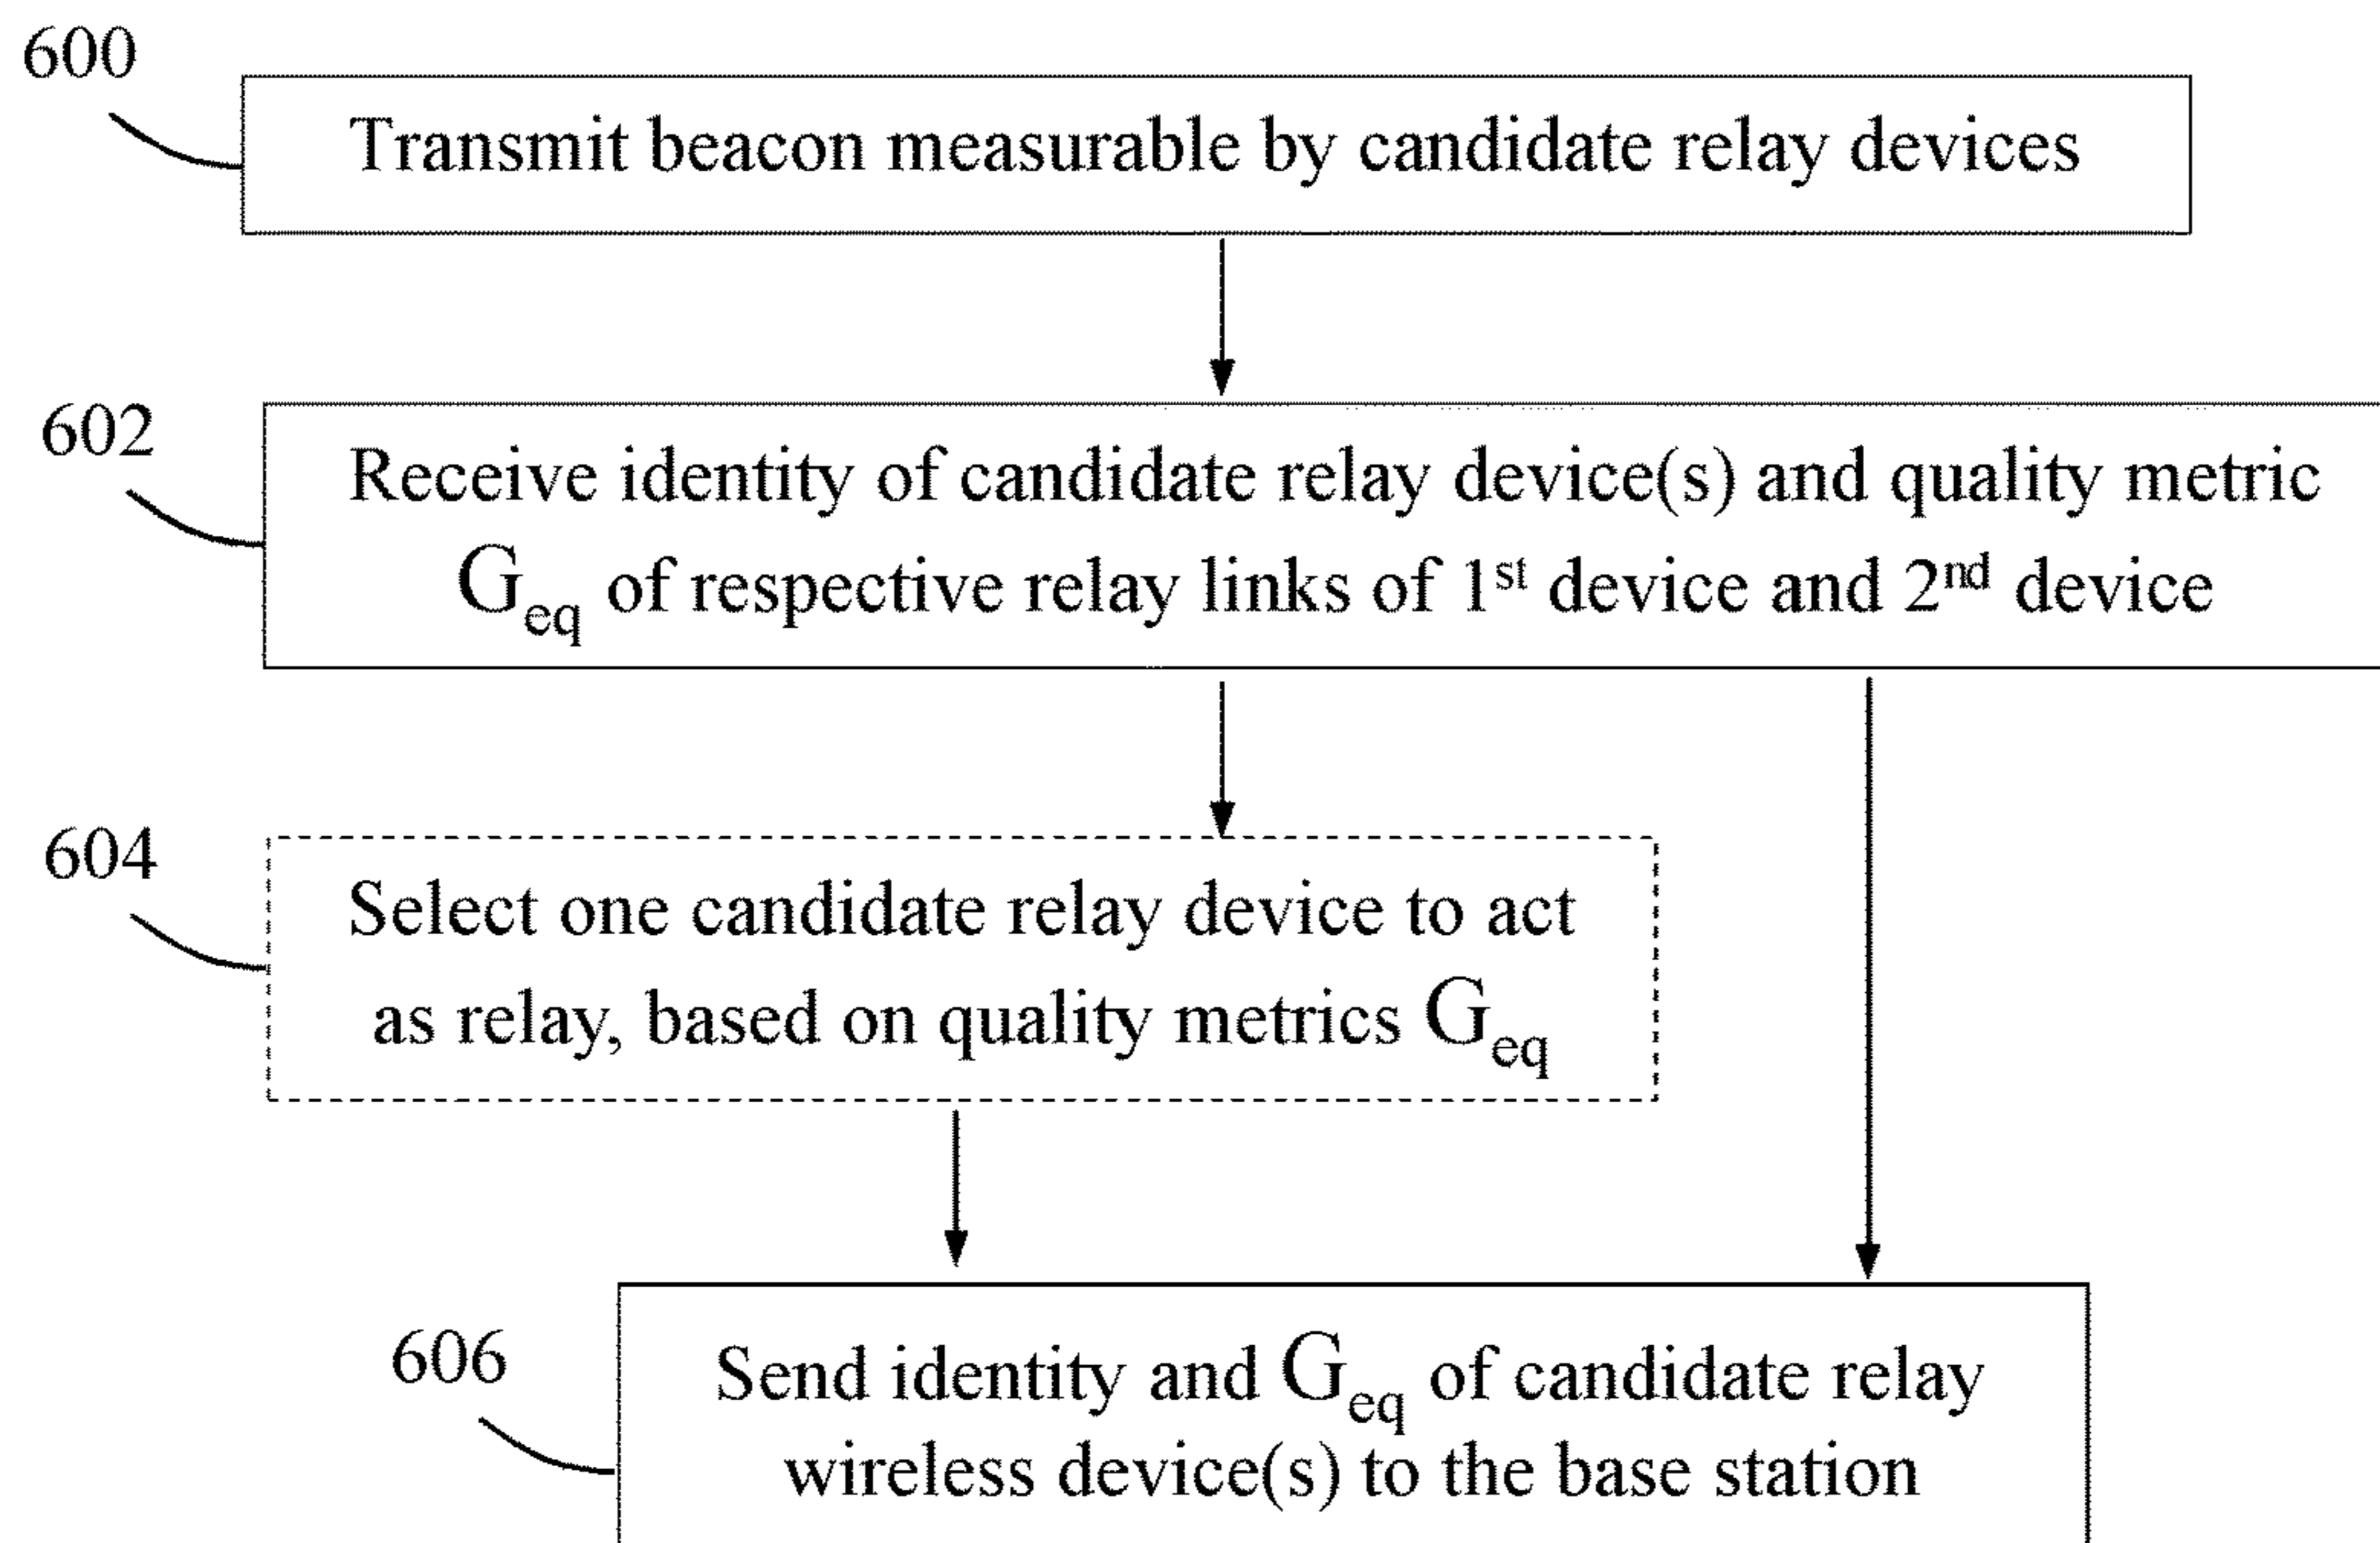 600
Transmit beacon measurable by candidate relay devices
602
Receive identity of candidate relay device(s) and quality metric
Geq of respective relay links of 1st device and 2nd device
604
Select one candidate relay device to act
as relay, based on quality metrics Geq
606
Send identity and Geq of candidate relay
wireless device(s) to the base station